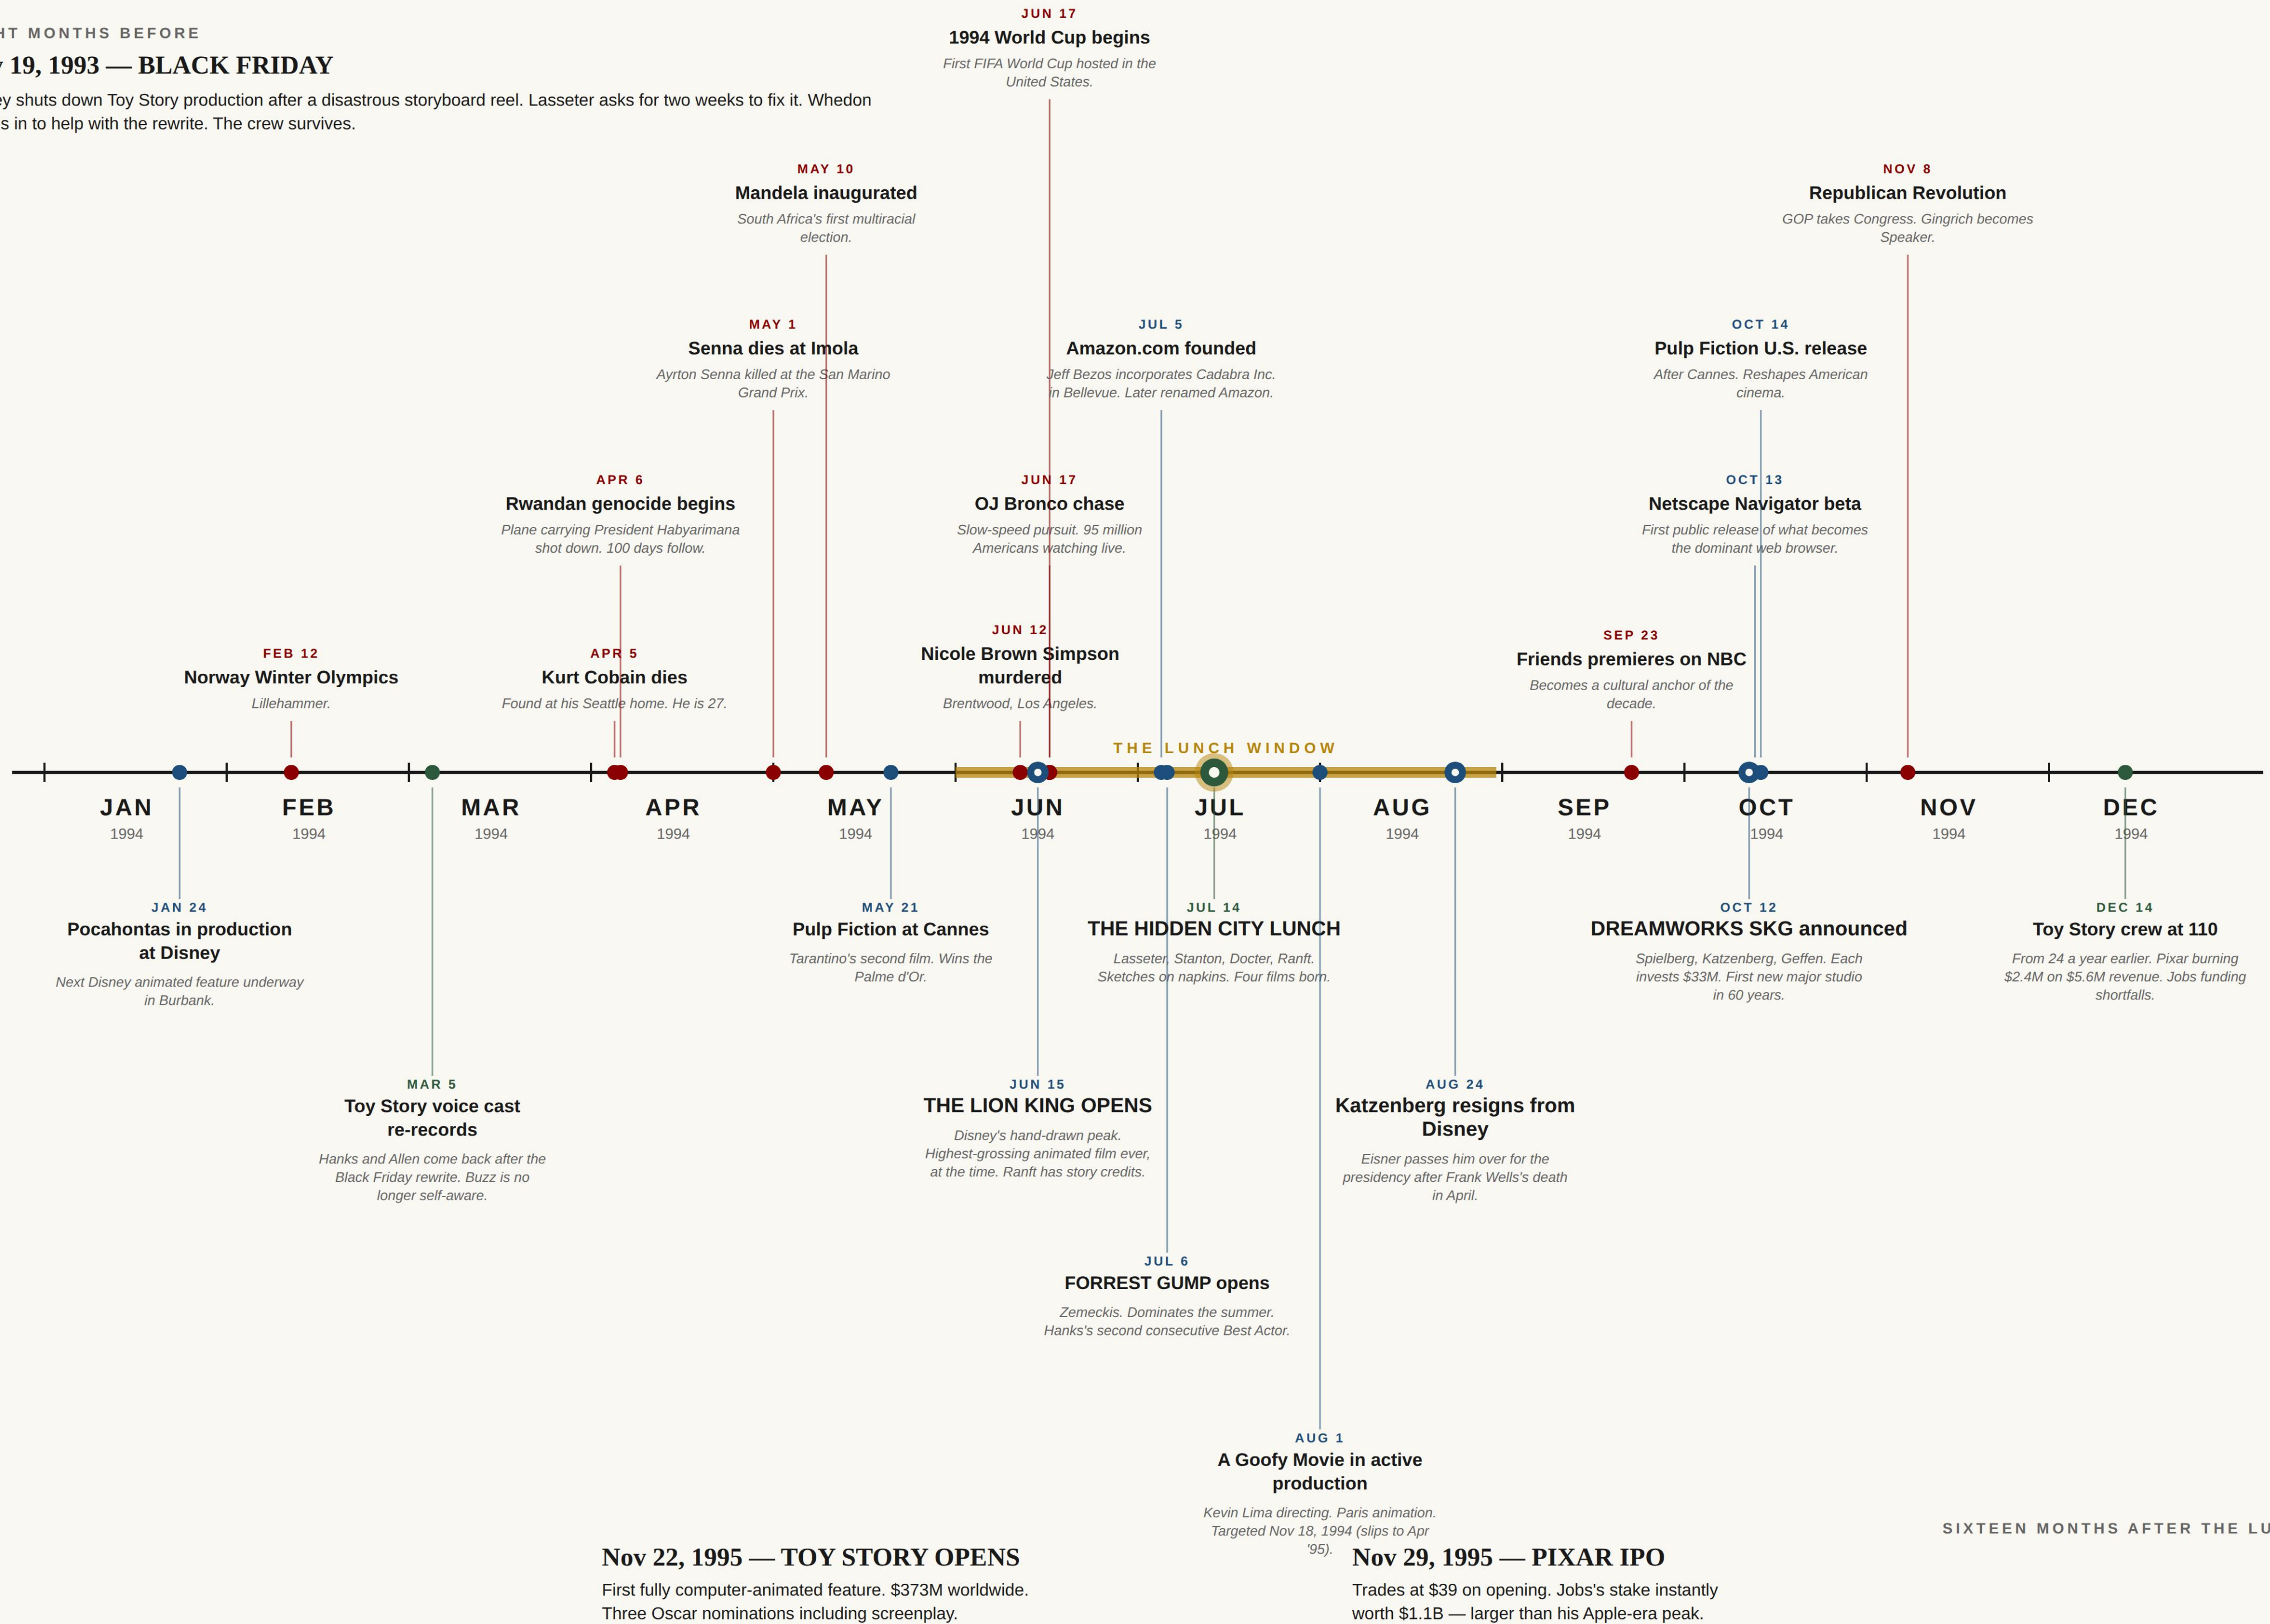 JUN 17
1994 World Cup begins
First FIFA World Cup hosted in the
United States.
HT MONTHS BEFORE
19, 1993 — BLACK FRIDAY
ey shuts down Toy Story production after a disastrous storyboard reel. Lasseter asks for two weeks to fix it. Whedon
s in to help with the rewrite. The crew survives.
MAY 10
Mandela inaugurated
South Africa's first multiracial
election.
NOV 8
Republican Revolution
GOP takes Congress. Gingrich becomes
Speaker.
MAY 1
Senna dies at Imola
Ayrton Senna killed at the San Marino
Grand Prix.
JUL 5
Amazon.com founded
Jeff Bezos incorporates Cadabra Inc.
in Bellevue. Later renamed Amazon.
OCT 14
Pulp Fiction U.S. release
After Cannes. Reshapes American
cinema.
APR 6
Rwandan genocide begins
Plane carrying President Habyarimana
shot down. 100 days follow.
JUN 17
OJ Bronco chase
Slow-speed pursuit. 95 million
Americans watching live.
OCT 13
Netscape Navigator beta
First public release of what becomes
the dominant web browser.
FEB 12
Norway Winter Olympics
Lillehammer.
APR 5
Kurt Cobain dies
Found at his Seattle home. He is 27.
JUN 12
Nicole Brown Simpson
murdered
Brentwood, Los Angeles.
SEP 23
Friends premieres on NBC
Becomes a cultural anchor of the
decade.
THE LUNCH WINDOW
JAN FEB MAR APR MAY JUN JUL AUG SEP OCT NOV DEC
1994 1994 1994 1994 1994 1994 1994 1994 1994 1994 1994 1994
JAN 24
Pocahontas in production
at Disney
Next Disney animated feature underway
in Burbank.
MAY 21
Pulp Fiction at Cannes
Tarantino's second film. Wins the
Palme d'Or.
JUL 14
THE HIDDEN CITY LUNCH
Lasseter, Stanton, Docter, Ranft.
Sketches on napkins. Four films born.
OCT 12
DREAMWORKS SKG announced
Spielberg, Katzenberg, Geffen. Each
invests $33M. First new major studio
in 60 years.
DEC 14
Toy Story crew at 110
From 24 a year earlier. Pixar burning
$2.4M on $5.6M revenue. Jobs funding
shortfalls.
MAR 5
Toy Story voice cast
re-records
Hanks and Allen come back after the
Black Friday rewrite. Buzz is no
longer self-aware.
JUN 15
THE LION KING OPENS
Disney's hand-drawn peak.
Highest-grossing animated film ever,
at the time. Ranft has story credits.
AUG 24
Katzenberg resigns from
Disney
Eisner passes him over for the
presidency after Frank Wells's death
in April.
JUL 6
FORREST GUMP opens
Zemeckis. Dominates the summer.
Hanks's second consecutive Best Actor.
AUG 1
A Goofy Movie in active
production
Kevin Lima directing. Paris animation.
Targeted Nov 18, 1994 (slips to Apr
'95).
SIXTEEN MONTHS AFTER THE LU
Nov 22, 1995 — TOY STORY OPENS
First fully computer-animated feature. $373M worldwide.
Three Oscar nominations including screenplay.
Nov 29, 1995 — PIXAR IPO
Trades at $39 on opening. Jobs's stake instantly
worth $1.1B — larger than his Apple-era peak.